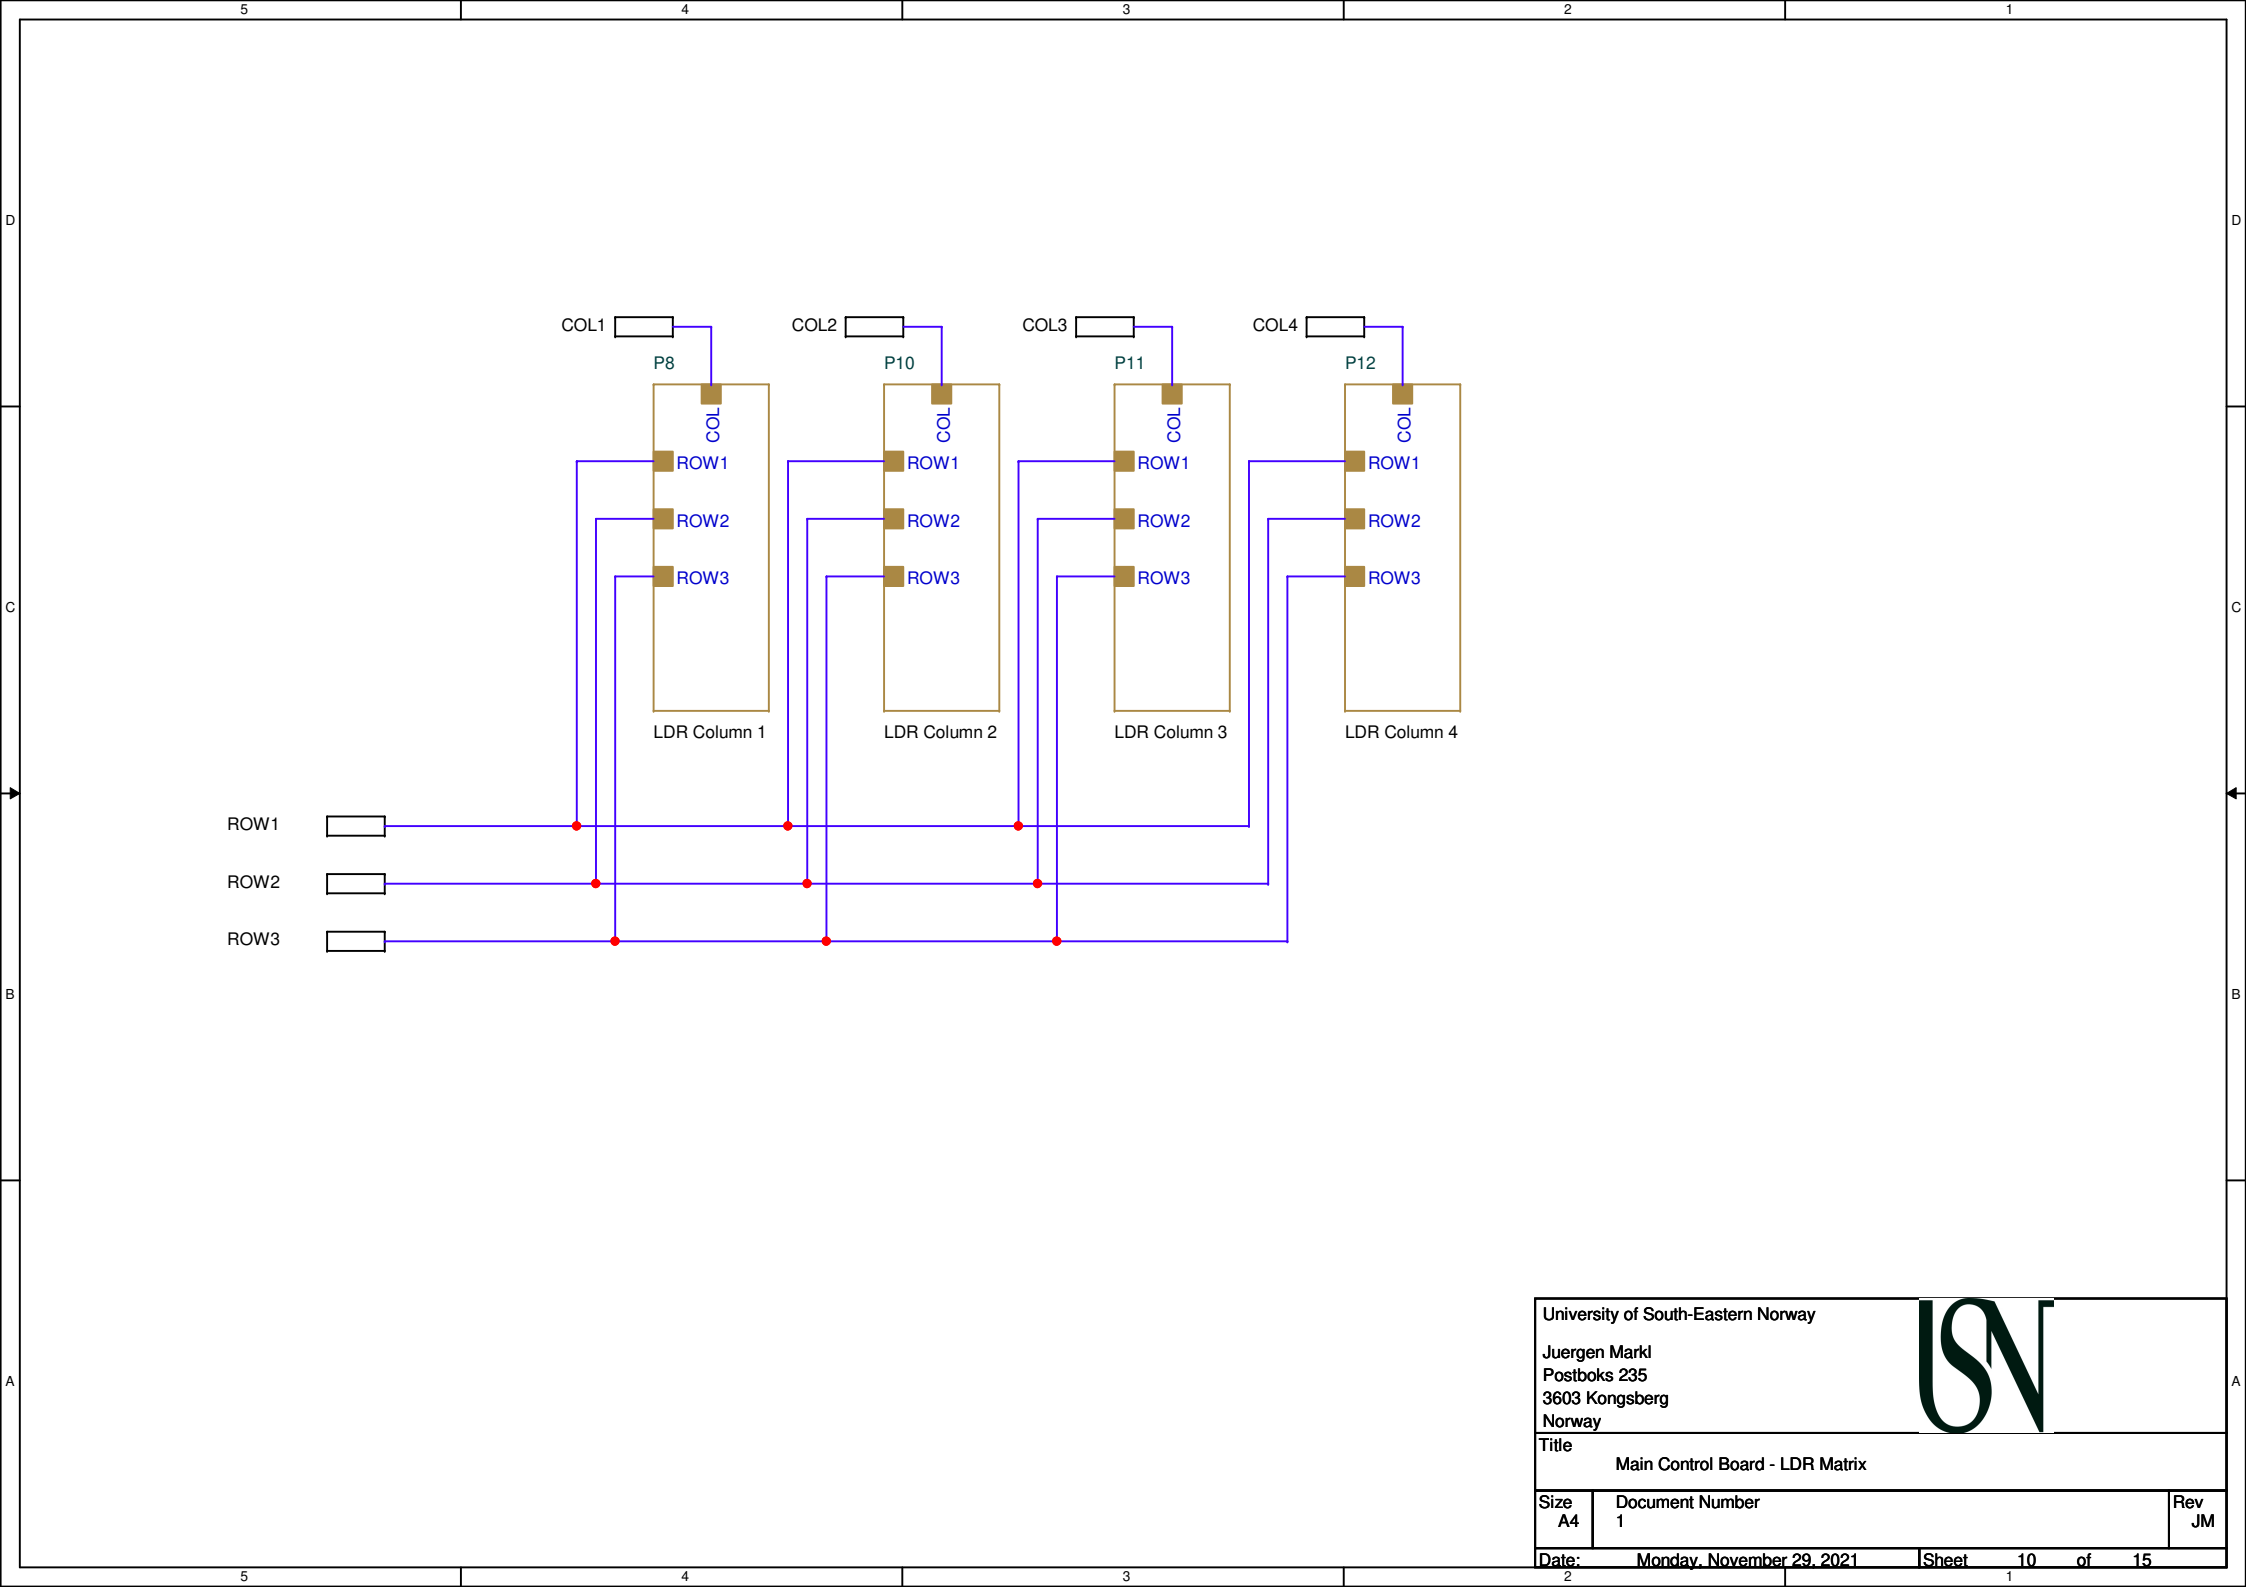 5 4 3 2 1
D D
COL1 COL2 COL3 COL4
P8 P10 P11 P12
COL COL COL COL
ROW1 ROW1 ROW1 ROW1
ROW2 ROW2 ROW2 ROW2
ROW3 ROW3 ROW3 ROW3
C C
LDR Column 1 LDR Column 2 LDR Column 3 LDR Column 4
ROW1
ROW2
ROW3
B B
University of South-Eastern Norway
USN
Juergen Markl
Postboks 235
3603 Kongsberg
Norway
A A
Title
Main Control Board - LDR Matrix
Size Document Number Rev
A4 1 JM
Date: Monday, November 29, 2021 Sheet 10 of 15
5 4 3 2 1